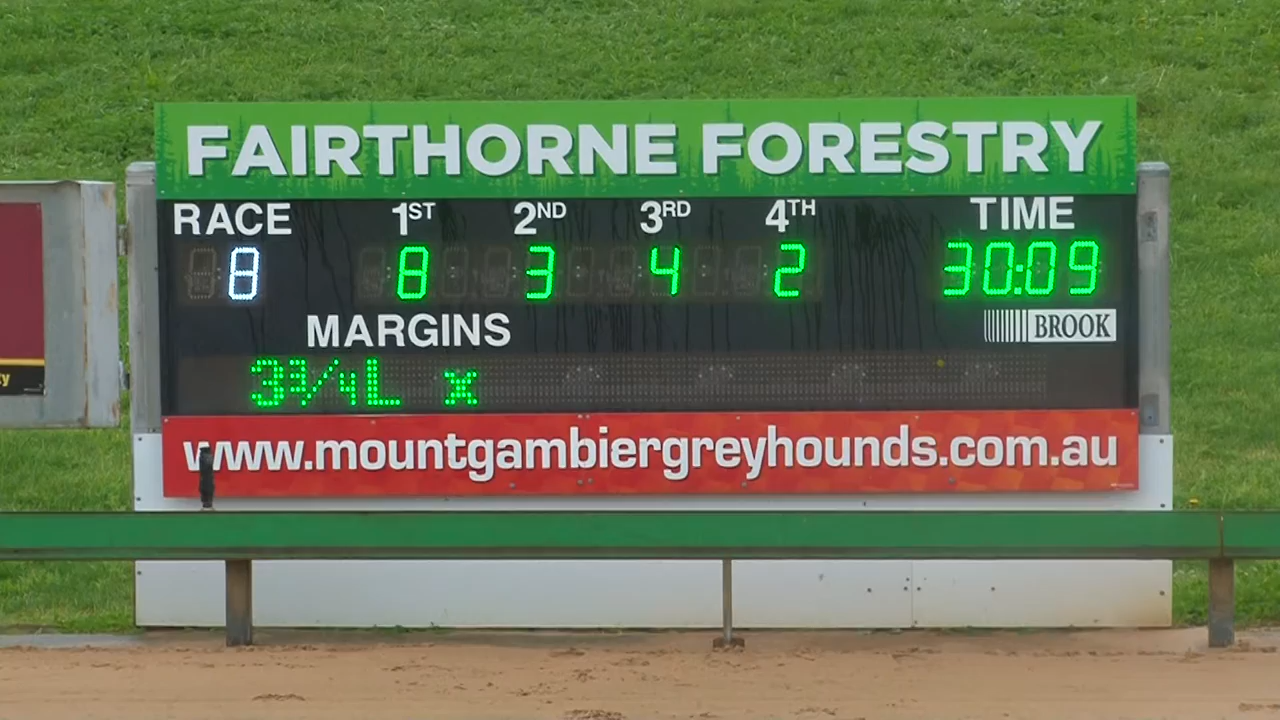 FAIRTHORNE FORESTRY
RACE 1ST 2ND 3RD 4TH TIME
8 8 3 4 2 30:09
MARGINS BROOK
3¾L x
www.mountgambiergreyhounds.com.au